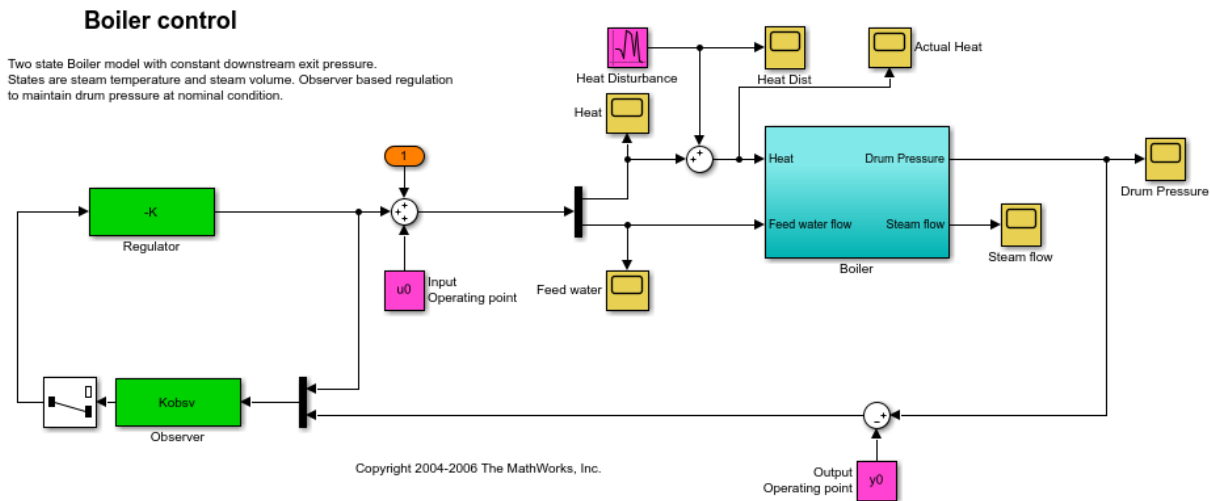 Boiler control
Two state Boiler model with constant downstream exit pressure.
States are steam temperature and steam volume. Observer based regulation
to maintain drum pressure at nominal condition.
Heat Disturbance
Heat Dist
Actual Heat
Heat
1
-K
Regulator
u0
Input
Operating point
Feed water
Heat
Drum Pressure
Feed water flow
Steam flow
Boiler
Drum Pressure
Steam flow
Kobsv
Observer
Output
Operating point
y0
Copyright 2004-2006 The MathWorks, Inc.